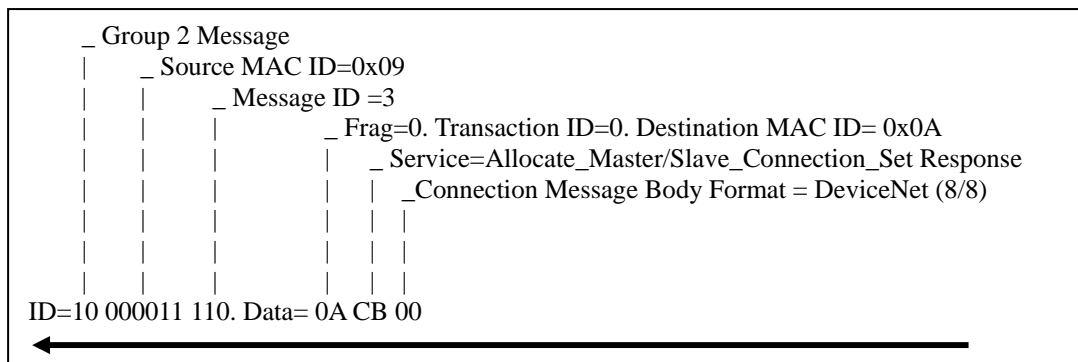 _ Group 2 Message
| _ Source MAC ID=0x09
| | _ Message ID =3
| | | _ Frag=0. Transaction ID=0. Destination MAC ID= 0x0A
| | | | _ Service=Allocate_Master/Slave_Connection_Set Response
| | | | | _Connection Message Body Format = DeviceNet (8/8)
| | | | | |
| | | | | |
| | | | | |
ID=10 000011 110. Data= 0A CB 00